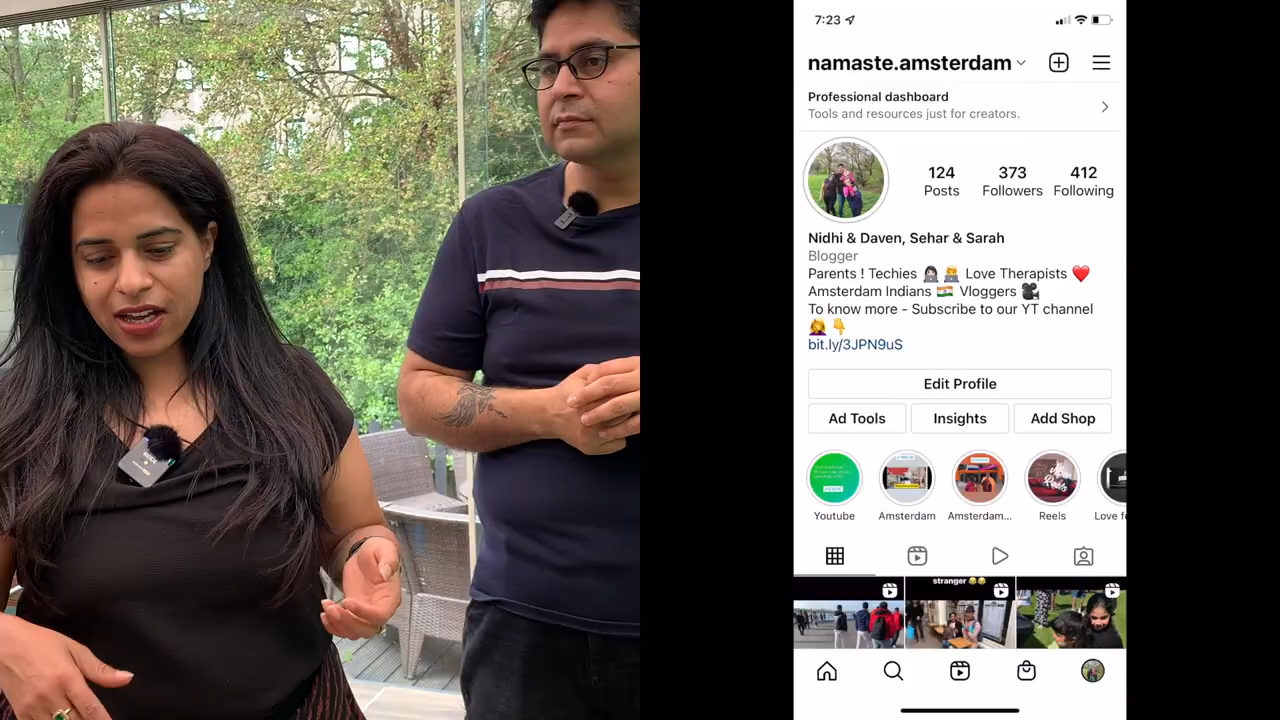 7:23
namaste.amsterdam
Professional dashboard
Tools and resources just for creators.
124
373
412
Posts
Followers
Following
Nidhi & Daven, Sehar & Sarah
Blogger
Parents ! Techies 👩🏻‍💻 👨‍💻 Love Therapists ❤️
Amsterdam Indians 🇮🇳 Vloggers 🎥
To know more - Subscribe to our YT channel
🤦‍♀️ 👇
bit.ly/3JPN9uS
Edit Profile
Ad Tools
Insights
Add Shop
Youtube
Amsterdam
Amsterdam...
Reels
Love fo
stranger 😂😂